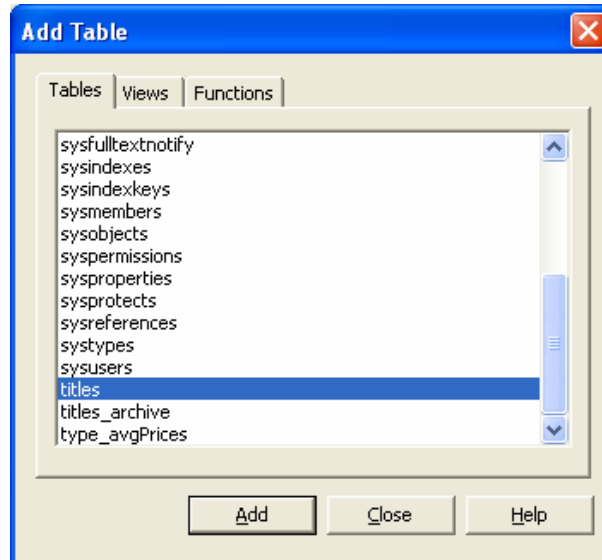 Add Table
Tables Views Functions
sysfulltextnotify
sysindexes
sysindexkeys
sysmembers
sysobjects
syspermissions
sysproperties
sysprotects
sysreferences
systypes
sysusers
titles
titles_archive
type_avgPrices
Add Close Help